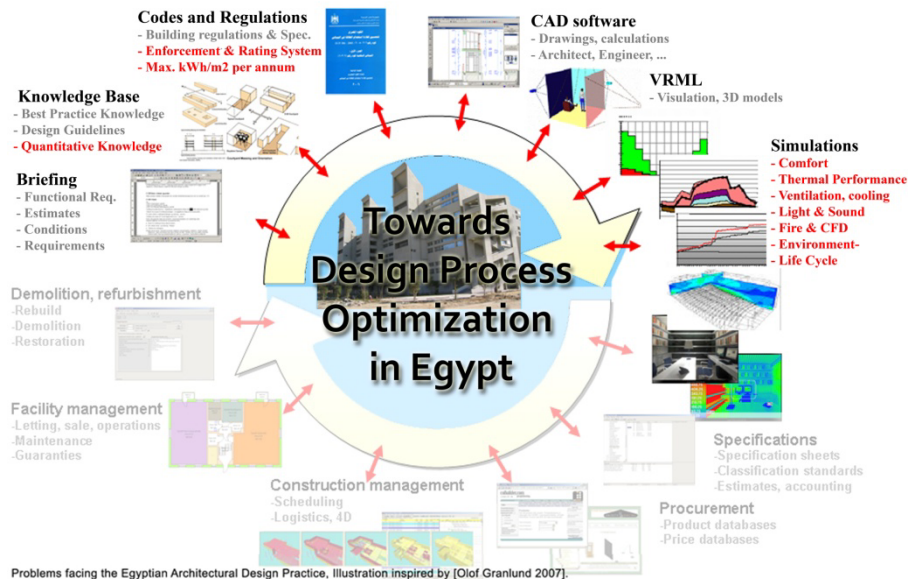 Codes and Regulations
- Building regulations & Spec.
- Enforcement & Rating System
- Max. kWh/m2 per annum
CAD software
- Drawings, calculations
- Architect, Engineer, ...
VRML
- Visulation, 3D models
Knowledge Base
- Best Practice Knowledge
- Design Guidelines
- Quantitative Knowledge
Simulations
- Comfort
- Thermal Performance
- Ventilation, cooling
- Light & Sound
- Fire & CFD
- Environment-
- Life Cycle
Briefing
- Functional Req.
- Estimates
- Conditions
- Requirements
Towards
Design Process
Optimization
in Egypt
Demolition, refurbishment
-Rebuild
-Demolition
-Restoration
Facility management
-Letting, sale, operations
-Maintenance
-Guaranties
Specifications
-Specification sheets
-Classification standards
-Estimates, accounting
Construction management
-Scheduling
-Logistics, 4D
Procurement
-Product databases
-Price databases
Problems facing the Egyptian Architectural Design Practice, Illustration inspired by [Olof Granlund 2007].